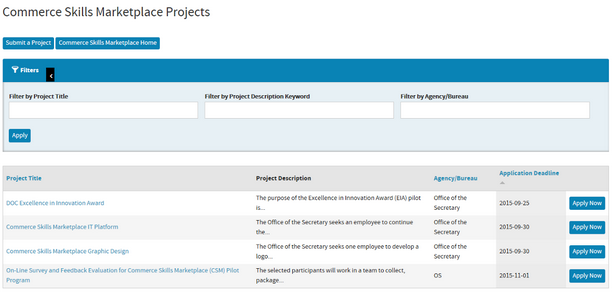 Commerce Skills Marketplace Projects
Submit a Project Commerce Skills Marketplace Home
Filters
Filter by Project Title Filter by Project Description Keyword Filter by Agency/Bureau
Apply
Project Title Project Description Agency/Bureau Application Deadline
DOC Excellence in Innovation Award The purpose of the Excellence in Innovation Award (EIA) pilot is... Office of the Secretary 2015-09-25 Apply Now
Commerce Skills Marketplace IT Platform The Office of the Secretary seeks an employee to continue the... Office of the Secretary 2015-09-30 Apply Now
Commerce Skills Marketplace Graphic Design The Office of the Secretary seeks one employee to develop a logo... Office of the Secretary 2015-09-30 Apply Now
On-Line Survey and Feedback Evaluation for Commerce Skills Marketplace (CSM) Pilot Program The selected participants will work in a team to collect, package... OS 2015-11-01 Apply Now